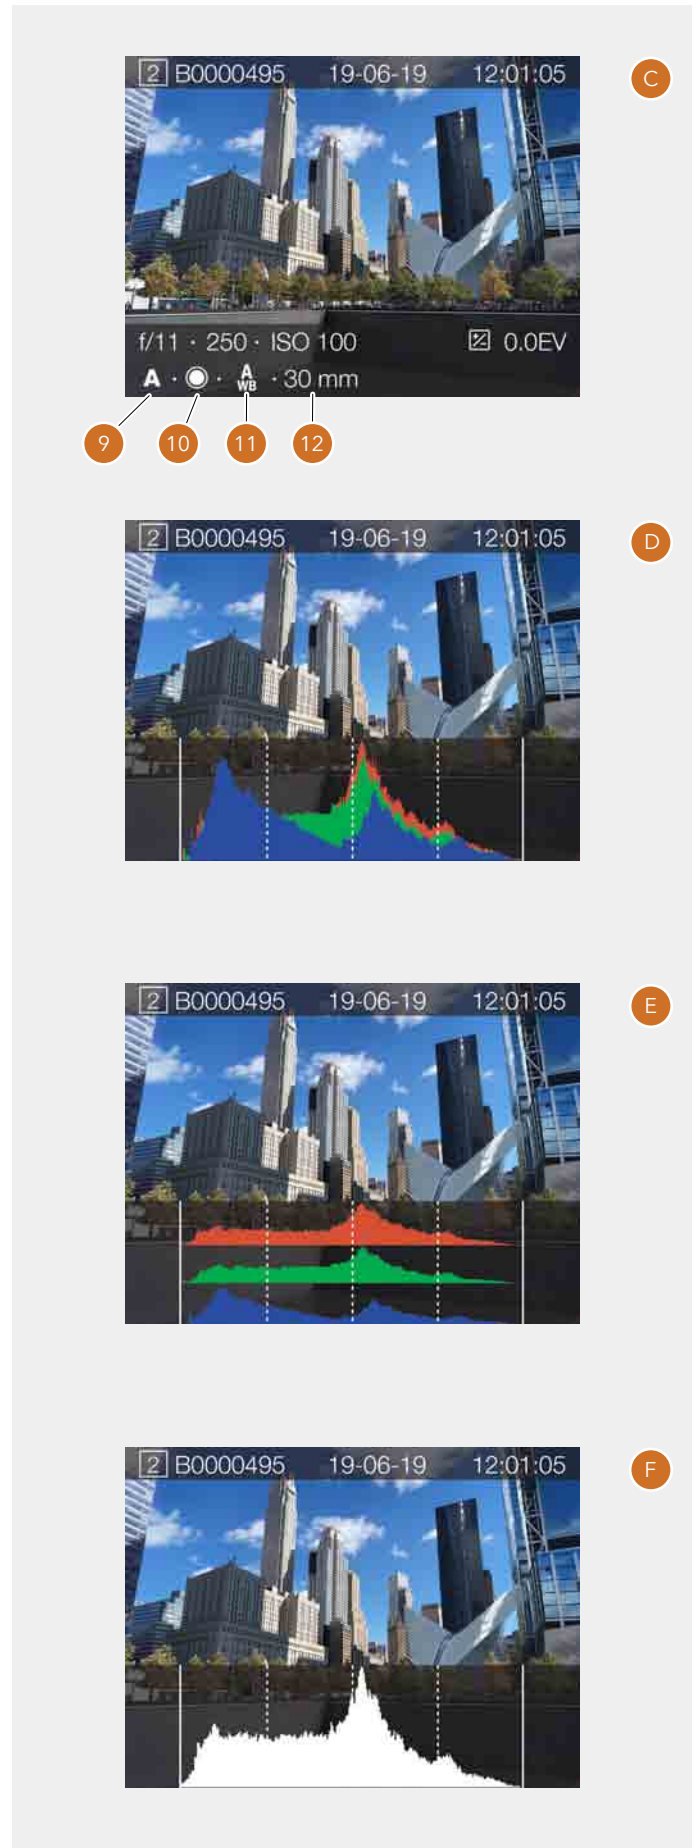 2 B0000495 19-06-19 12:01:05
C
f/11 · 250 · ISO 100 0.0EV
A · · A WB · 30 mm
9 10 11 12
2 B0000495 19-06-19 12:01:05
D
2 B0000495 19-06-19 12:01:05
E
2 B0000495 19-06-19 12:01:05
F